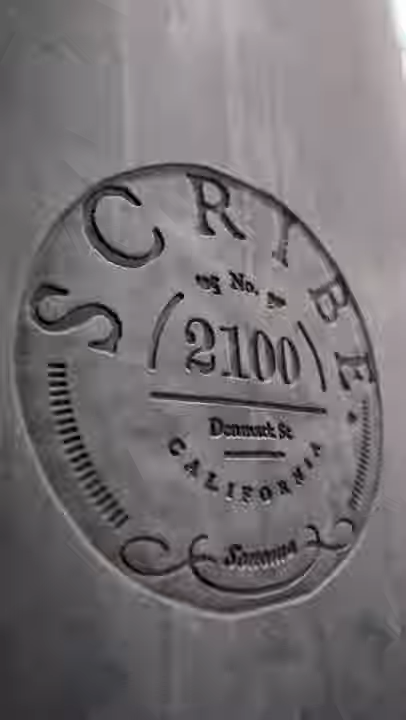 SCRIBE
No.
(2100)
Denmark St.
CALIFORNIA
Sonoma